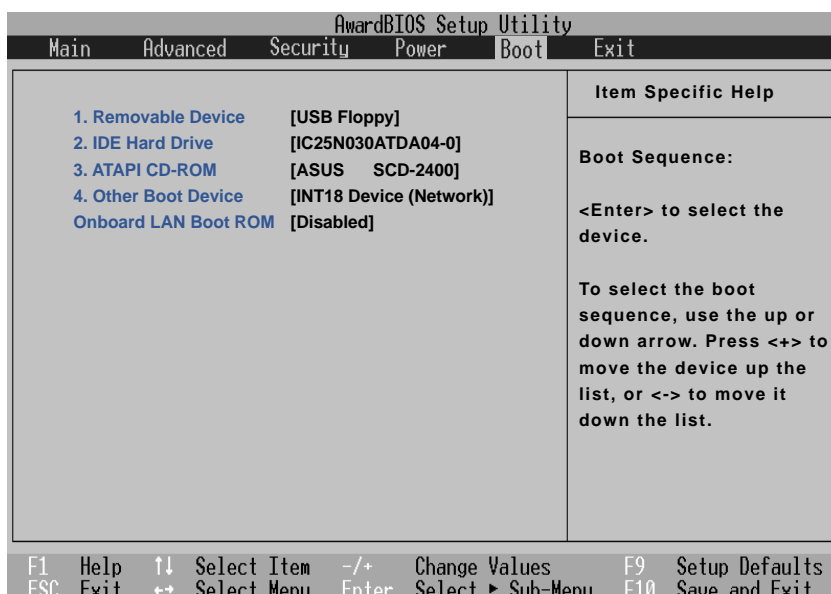 AwardBIOS Setup Utility
Main Advanced Security Power Boot Exit
1. Removable Device [USB Floppy]
2. IDE Hard Drive [IC25N030ATDA04-0]
3. ATAPI CD-ROM [ASUS SCD-2400]
4. Other Boot Device [INT18 Device (Network)]
Onboard LAN Boot ROM [Disabled]
Item Specific Help
Boot Sequence:
<Enter> to select the
device.
To select the boot
sequence, use the up or
down arrow. Press <+> to
move the device up the
list, or <-> to move it
down the list.
F1 Help ↑↓ Select Item -/+ Change Values F9 Setup Defaults
ESC Exit ←→ Select Menu Enter Select ▶ Sub-Menu F10 Save and Exit